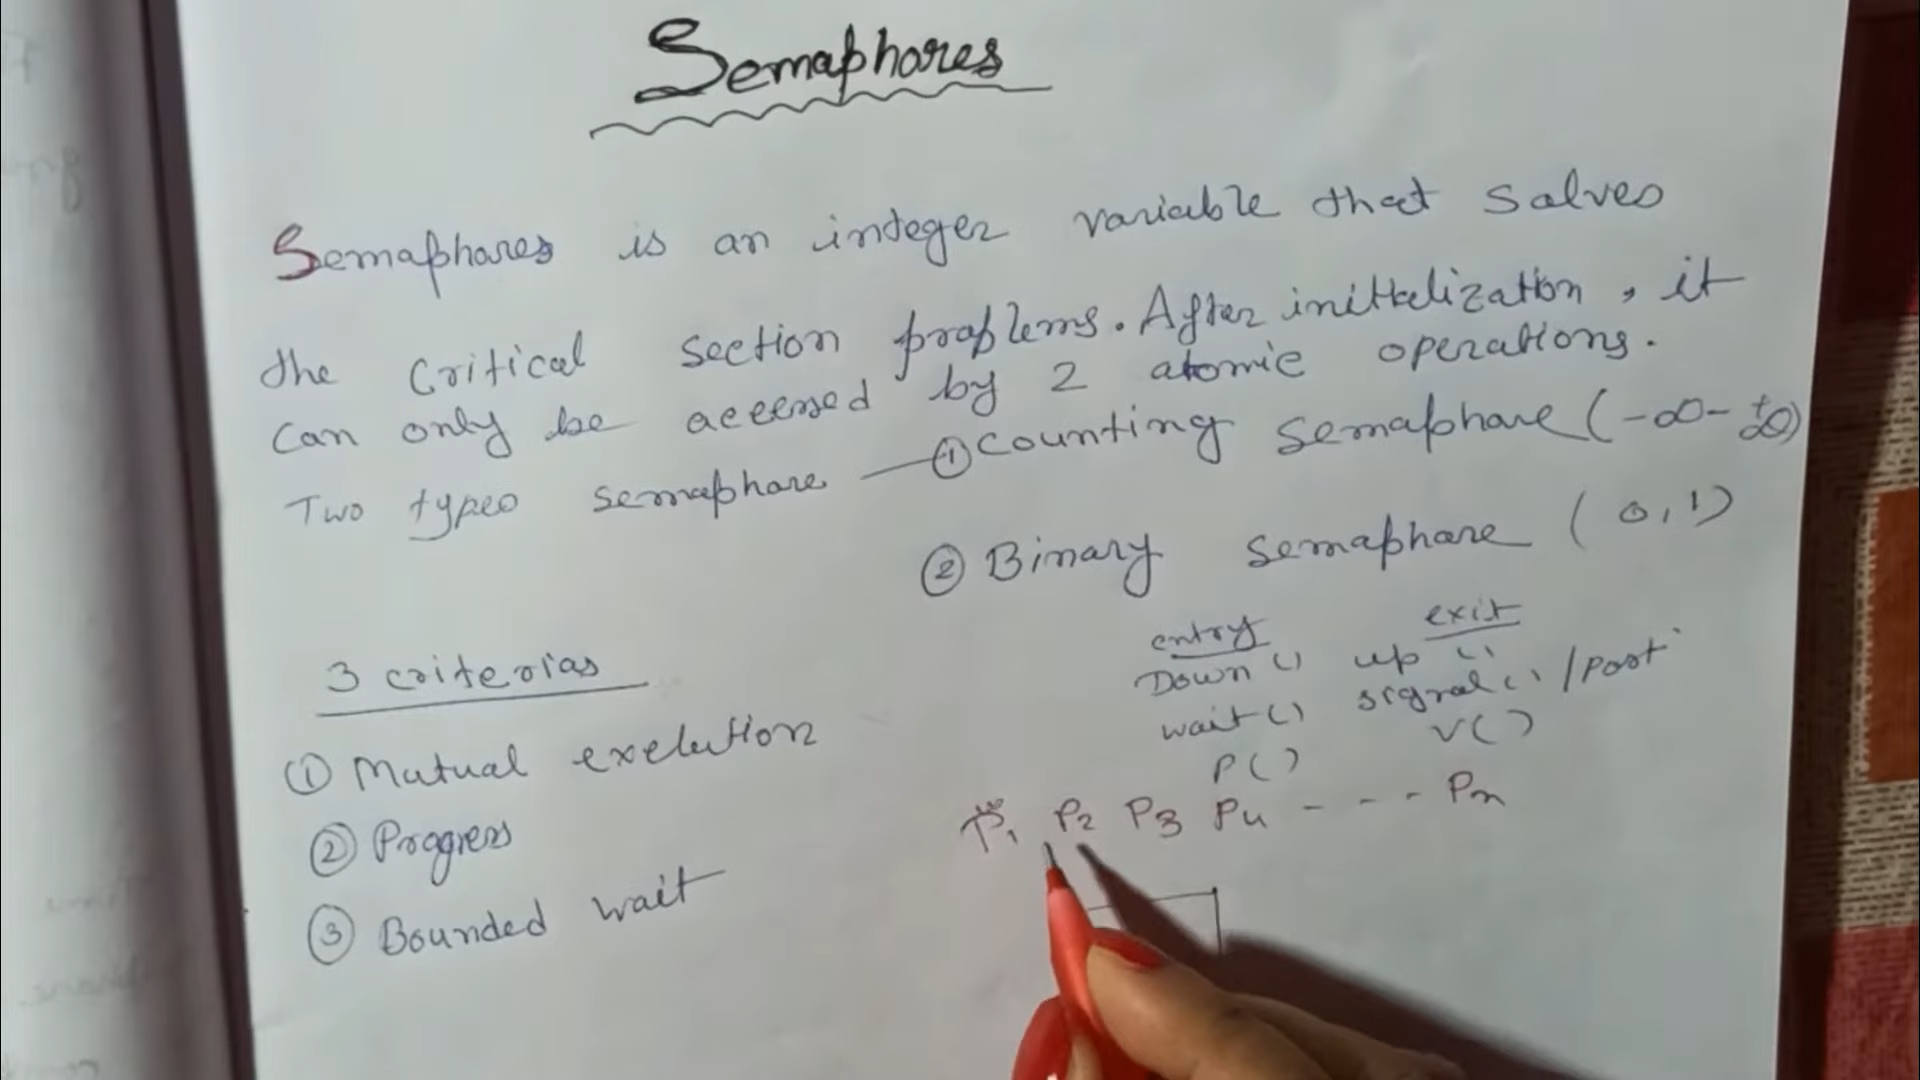 Semaphores
Semaphores is an integer variable that solves
the critical section problems. After initialization, it
can only be accessed by 2 atomic operations.
Two types semaphore — ① Counting semaphore (-∞ - +∞)
② Binary semaphore (0,1)
3 criterias
① Mutual exclution
② Progress
③ Bounded wait
entry exit
Down () up ()
wait() signal() / Post
P() V()
P1 P2 P3 P4 - - - Pn